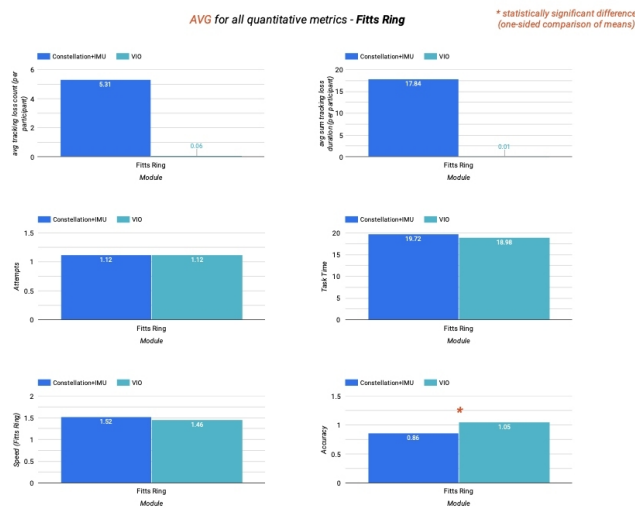 AVG for all quantitative metrics - Fitts Ring
* statistically significant difference
(one-sided comparison of means)
Constellation+IMU VIO
avg tracking loss count (per
participant)
6
4
2
0
5.31
0.06
Fitts Ring
Module
Constellation+IMU VIO
avg sum tracking loss
duration (per participant)
20
15
10
5
0
17.84
0.01
Fitts Ring
Module
Constellation+IMU VIO
Attempts
1.5
1
0.5
0
1.12
1.12
Fitts Ring
Module
Constellation+IMU VIO
Task Time
20
15
10
5
0
19.72
18.98
Fitts Ring
Module
Constellation+IMU VIO
Speed (Fitts Ring)
2
1.5
1
0.5
0
1.52
1.46
Fitts Ring
Module
Constellation+IMU VIO
Accuracy
1.5
1
0.5
0
0.86
*
1.05
Fitts Ring
Module